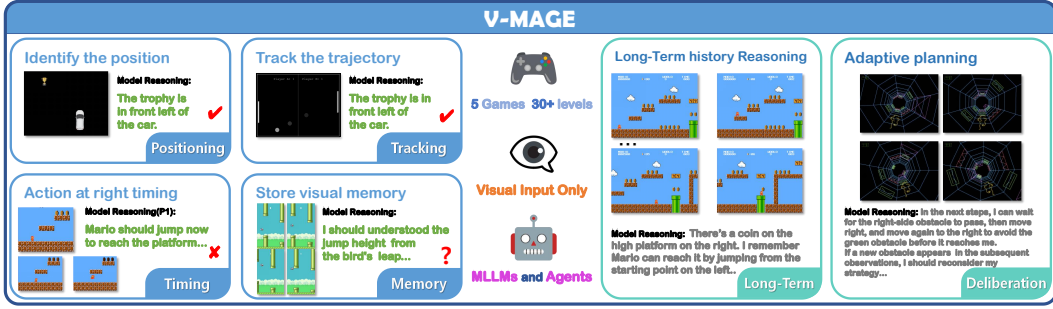 V-MAGE
Identify the position
Model Reasoning:
The trophy is
in front left of
the car.
Positioning
Track the trajectory
Model Reasoning:
The trophy is in
front left of
the car.
Tracking
Action at right timing
Model Reasoning(P1):
Mario should jump now
to reach the platform...
Timing
Store visual memory
Model Reasoning:
I should understood the
jump height from
the bird's leap...
?
Memory
5 Games 30+ levels
Visual Input Only
MLLMs and Agents
Long-Term history Reasoning
...
Model Reasoning: There's a coin on the
high platform on the right. I remember
Mario can reach it by jumping from the
starting point on the left..
Long-Term
Adaptive planning
Model Reasoning: In the next steps, I can wait
for the right-side obstacle to pass, then move
right, and move again to the right to avoid the
green obstacle before it reaches me.
If a new obstacle appears in the subsequent
observations, I should reconsider my
strategy...
Deliberation